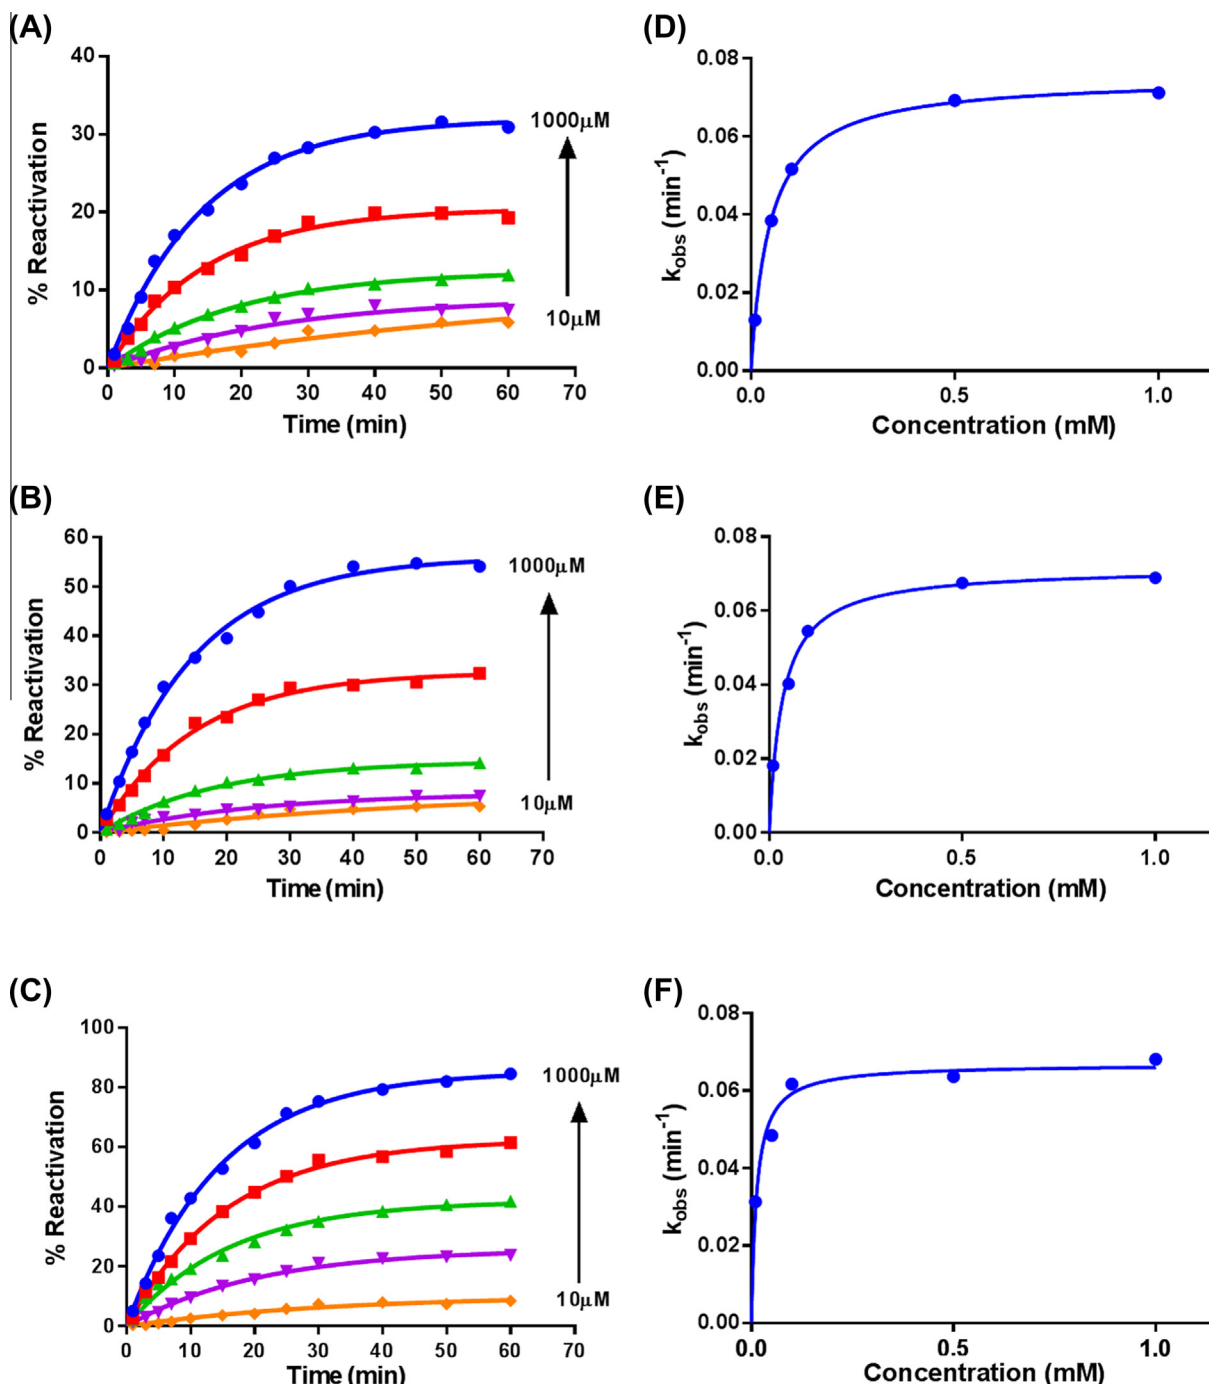 (A)
40
30
20
10
0
% Reactivation
0 10 20 30 40 50 60 70
Time (min)
1000µM
10µM
(D)
0.08
0.06
0.04
0.02
0.00
kobs (min-1)
0.0 0.5 1.0
Concentration (mM)
(B)
60
50
40
30
20
10
0
% Reactivation
0 10 20 30 40 50 60 70
Time (min)
1000µM
10µM
(E)
0.08
0.06
0.04
0.02
0.00
kobs (min-1)
0.0 0.5 1.0
Concentration (mM)
(C)
100
80
60
40
20
0
% Reactivation
0 10 20 30 40 50 60 70
Time (min)
1000µM
10µM
(F)
0.08
0.06
0.04
0.02
0.00
kobs (min-1)
0.0 0.5 1.0
Concentration (mM)